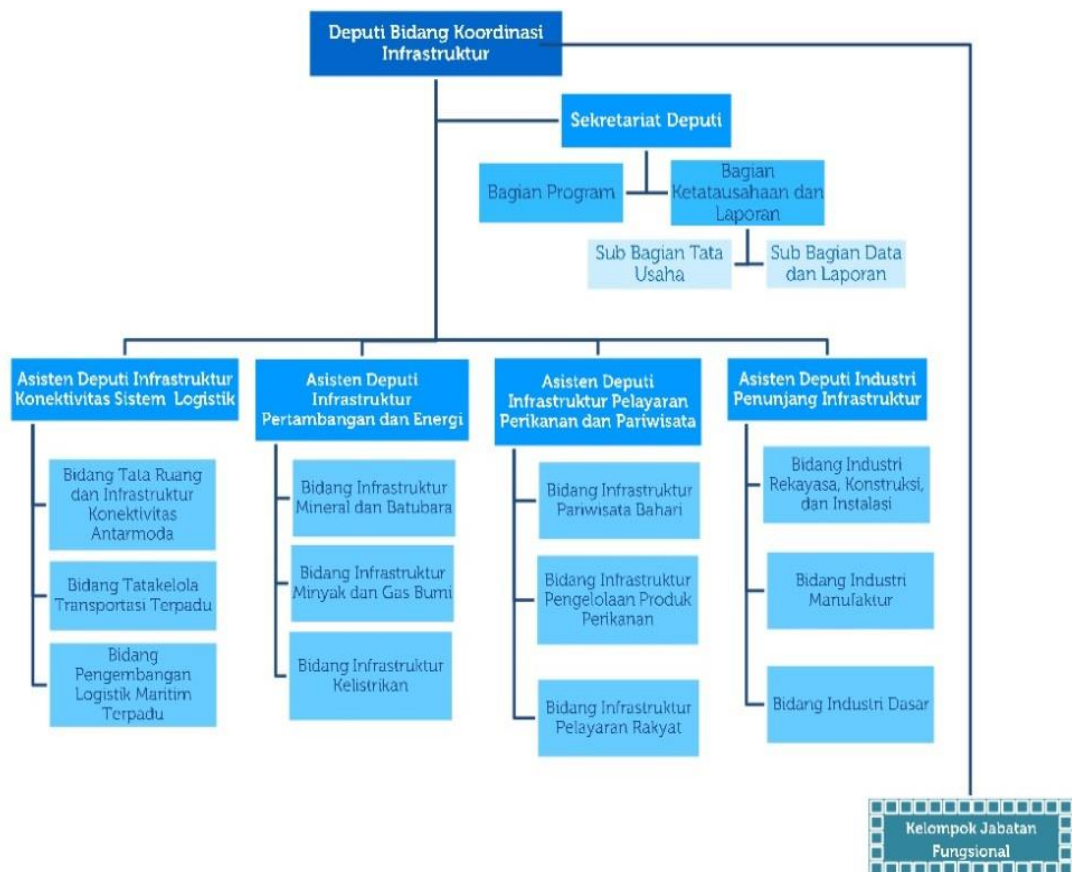 Deputi Bidang Koordinasi
Infrastruktur
Sekretariat Deputi
Bagian Program
Bagian
Ketatausahaan dan
Laporan
Sub Bagian Tata
Usaha
Sub Bagian Data
dan Laporan
Asisten Deputi Infrastruktur
Konektivitas Sistem Logistik
Bidang Tata Ruang
dan Infrastruktur
Konektivitas
Antarmoda
Bidang Tatakelola
Transportasi Terpadu
Bidang
Pengembangan
Logistik Maritim
Terpadu
Asisten Deputi
Infrastruktur
Pertambangan dan Energi
Bidang Infrastruktur
Mineral dan Batubara
Bidang Infrastruktur
Minyak dan Gas Bumi
Bidang Infrastruktur
Kelistrikan
Asisten Deputi
Infrastruktur Pelayaran
Perikanan dan Pariwisata
Bidang Infrastruktur
Pariwisata Bahari
Bidang Infrastruktur
Pengelolaan Produk
Perikanan
Bidang Infrastruktur
Pelayaran Rakyat
Asisten Deputi Industri
Penunjang Infrastruktur
Bidang Industri
Rekayasa, Konstruksi,
dan Instalasi
Bidang Industri
Manufaktur
Bidang Industri Dasar
Kelompok Jabatan
Fungsional